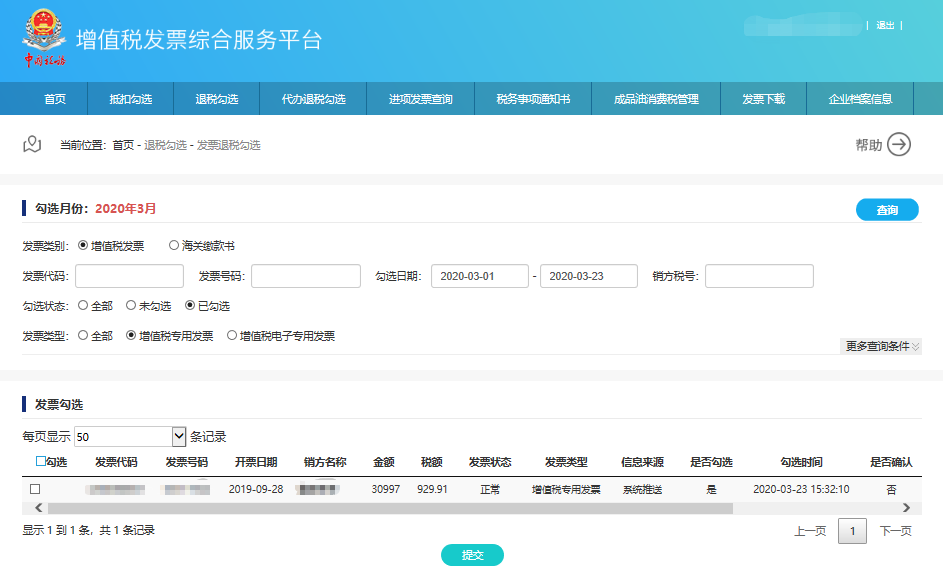 增值税发票综合服务平台
中国税务
| 退出 |
首页 抵扣勾选 退税勾选 代办退税勾选 进项发票查询 税务事项通知书 成品油消费税管理 发票下载 企业档案信息
当前位置：首页 - 退税勾选 - 发票退税勾选 帮助
勾选月份：2020年3月 查询
发票类别： 增值税发票 海关缴款书
发票代码： 发票号码： 勾选日期： 2020-03-01 - 2020-03-23 销方税号：
勾选状态： 全部 未勾选 已勾选
发票类型： 全部 增值税专用发票 增值税电子专用发票
更多查询条件
发票勾选
每页显示 50 条记录
勾选 发票代码 发票号码 开票日期 销方名称 金额 税额 发票状态 发票类型 信息来源 是否勾选 勾选时间 是否确认
2019-09-28 30997 929.91 正常 增值税专用发票 系统推送 是 2020-03-23 15:32:10 否
显示 1 到 1 条，共 1 条记录 上一页 1 下一页
提交